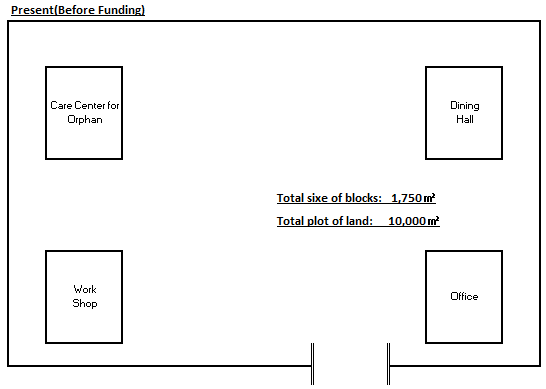 Present(Before Funding)
Care Center for
Orphan
Dining
Hall
Total sixe of blocks: 1,750㎡
Total plot of land: 10,000㎡
Work
Shop
Office